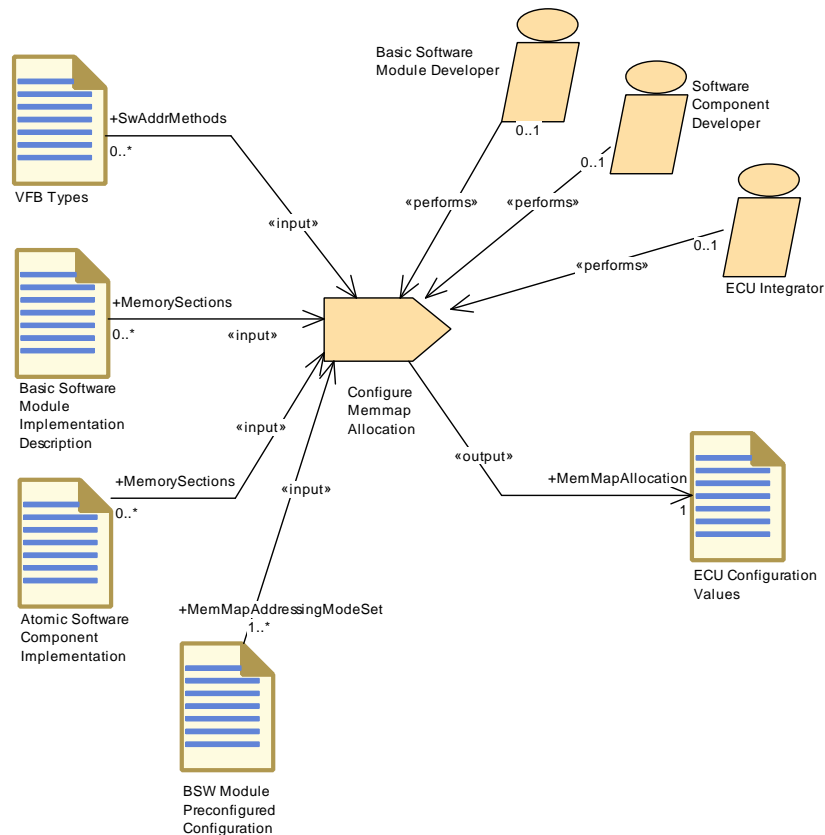 Basic Software
Module Developer
0..1
Software
Component
Developer
0..1
+SwAddrMethods
0..*
VFB Types
«input»
«performs»
«performs»
«performs»
0..1
ECU Integrator
+MemorySections
0..*
«input»
Basic Software
Module
Implementation
Description
Configure
Memmap
Allocation
«input»
+MemorySections
0..*
«input»
«output»
+MemMapAllocation
1
Atomic Software
Component
Implementation
ECU Configuration
Values
+MemMapAddressingModeSet
1..*
BSW Module
Preconfigured
Configuration